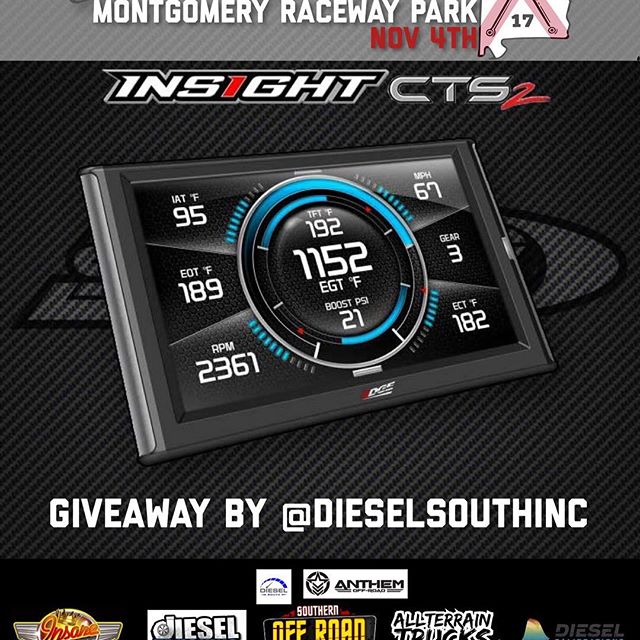 MONTGOMERY RACEWAY PARK
NOV 4TH
17
INSIGHT CTS2
IAT °F
95
TFT °F
192
MPH
67
EOT °F
189
1152
EGT °F
GEAR
3
BOOST PSI
21
ECT °F
182
RPM
2361
EDGE
GIVEAWAY BY @DIESELSOUTHINC
DIESEL
ANTHEM
OFF-ROAD
Insane
DIESEL
SOUTHERN
OFF ROAD
ALLTERRAIN
TRUCKS
DIESEL